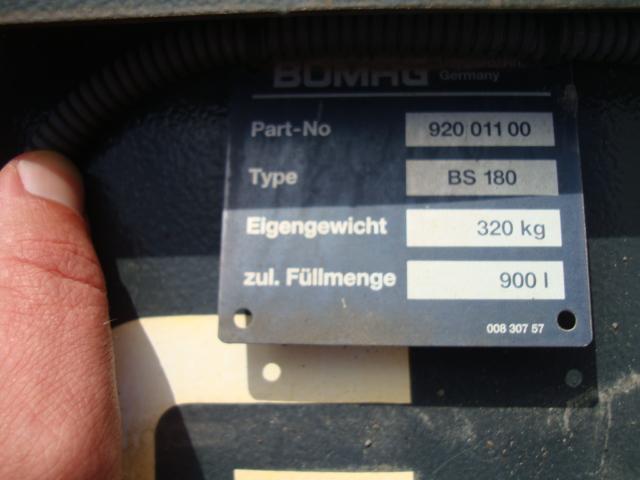 BOMAG
Germany
Part-No 920 011 00
Type BS 180
Eigengewicht 320 kg
zul. Füllmenge 900 l
008 307 57